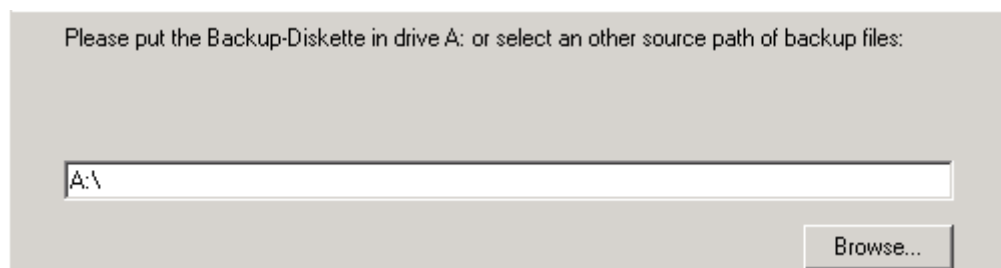 Please put the Backup-Diskette in drive A: or select an other source path of backup files:
A:\
Browse...